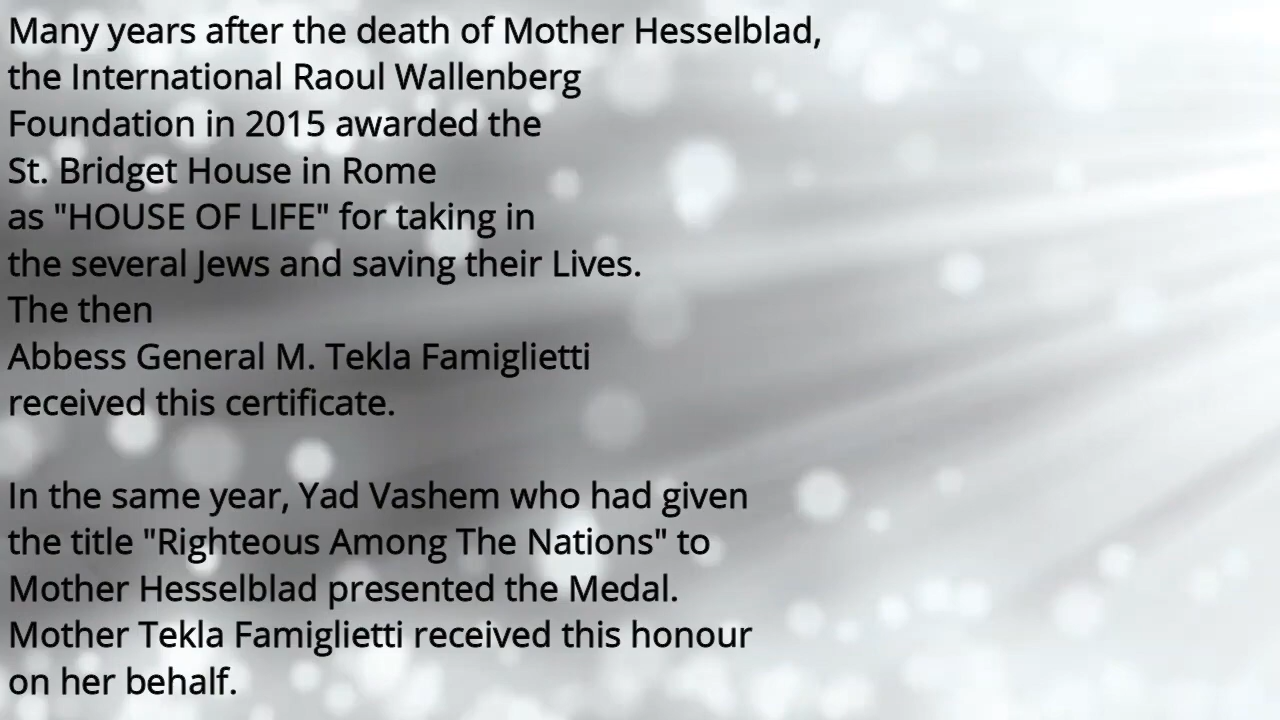 Many years after the death of Mother Hesselblad,
the International Raoul Wallenberg
Foundation in 2015 awarded the
St. Bridget House in Rome
as "HOUSE OF LIFE" for taking in
the several Jews and saving their Lives.
The then
Abbess General M. Tekla Famiglietti
received this certificate.
In the same year, Yad Vashem who had given
the title "Righteous Among The Nations" to
Mother Hesselblad presented the Medal.
Mother Tekla Famiglietti received this honour
on her behalf.